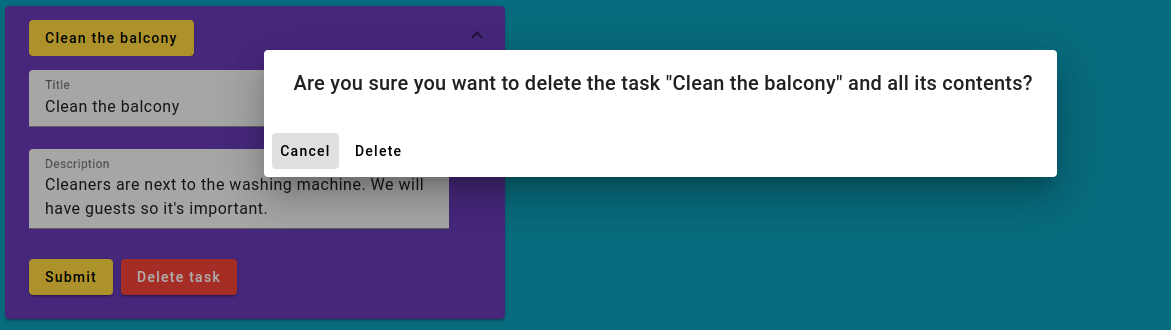 Clean the balcony
Are you sure you want to delete the task "Clean the balcony" and all its contents?
Cancel Delete
Title
Clean the balcony
Description
Cleaners are next to the washing machine. We will
have guests so it's important.
Submit Delete task